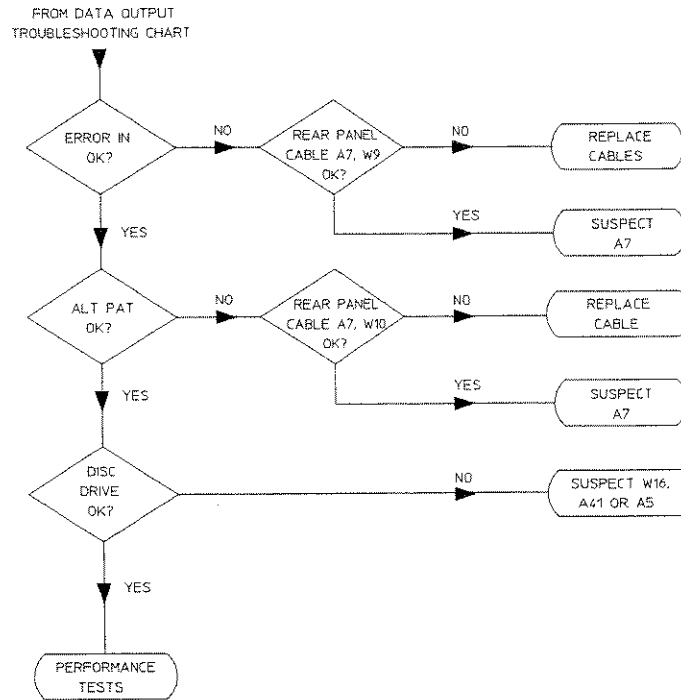 FROM DATA OUTPUT
TROUBLESHOOTING CHART
ERROR IN
OK?
NO
REAR PANEL
CABLE A7, W9
OK?
NO
REPLACE
CABLES
YES
SUSPECT
A7
YES
ALT PAT
OK?
NO
REAR PANEL
CABLE A7, W10
OK?
NO
REPLACE
CABLE
YES
SUSPECT
A7
YES
DISC
DRIVE
OK?
NO
SUSPECT W16,
A41 OR A5
YES
PERFORMANCE
TESTS